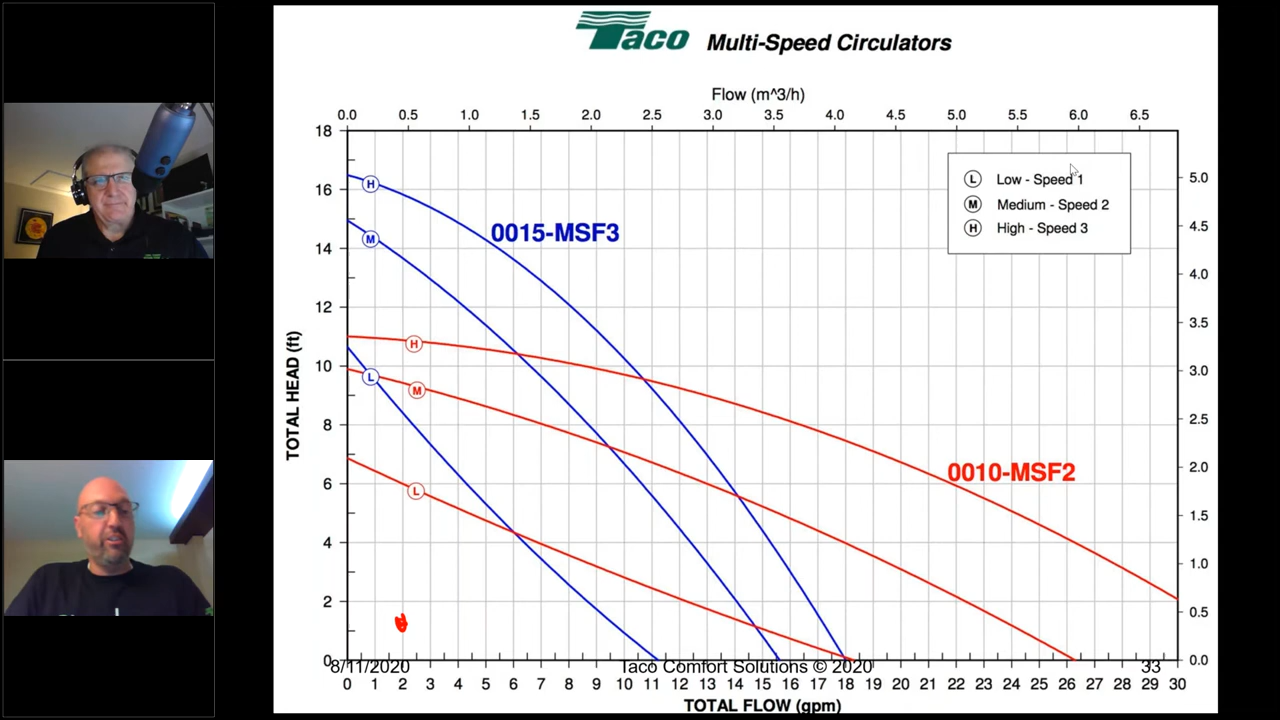 Taco Multi-Speed Circulators
Flow (m^3/h)
0.0 0.5 1.0 1.5 2.0 2.5 3.0 3.5 4.0 4.5 5.0 5.5 6.0 6.5
18
16
14
12
10
8
6
4
2
0
TOTAL HEAD (ft)
5.0
4.5
4.0
3.5
3.0
2.5
2.0
1.5
1.0
0.5
0.0
L Low - Speed 1
M Medium - Speed 2
H High - Speed 3
H
M
L
0015-MSF3
H
M
L
0010-MSF2
8/11/2020 Taco Comfort Solutions © 2020 33
0 1 2 3 4 5 6 7 8 9 10 11 12 13 14 15 16 17 18 19 20 21 22 23 24 25 26 27 28 29 30
TOTAL FLOW (gpm)